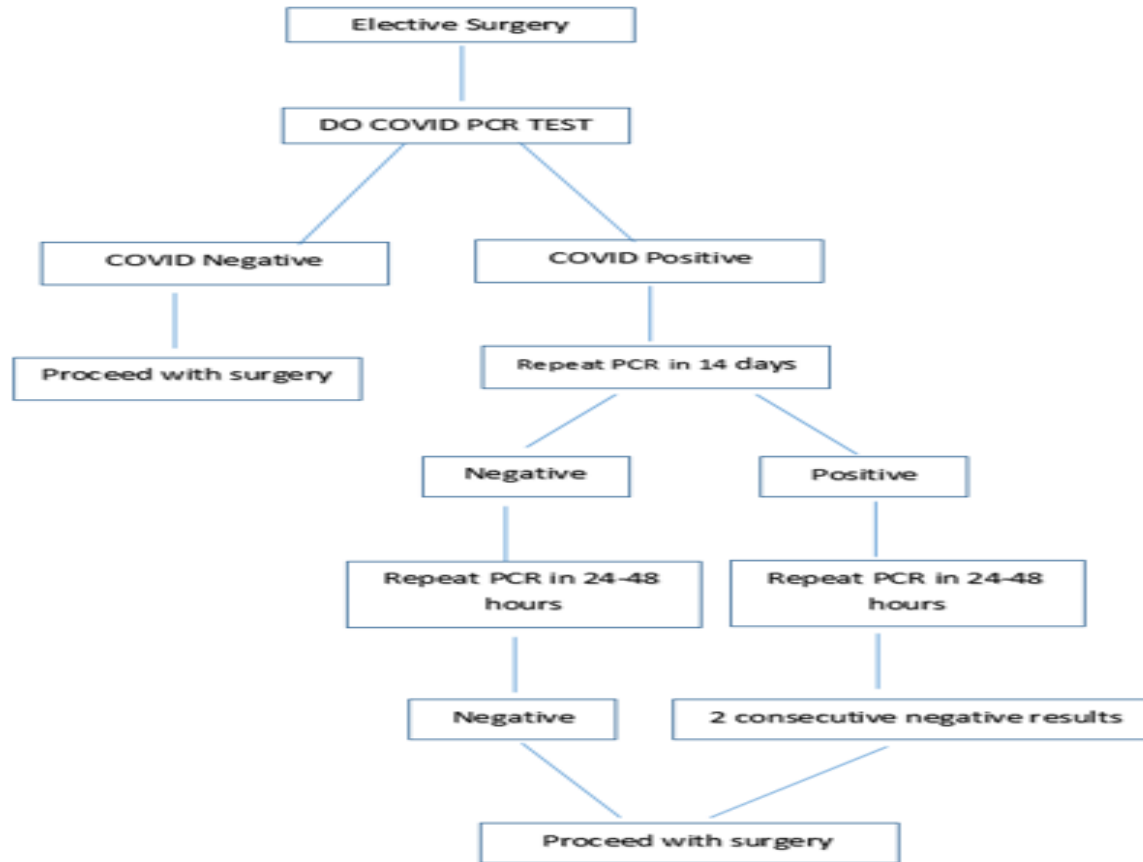 Elective Surgery
DO COVID PCR TEST
COVID Negative
COVID Positive
Proceed with surgery
Repeat PCR in 14 days
Negative
Positive
Repeat PCR in 24-48
hours
Repeat PCR in 24-48
hours
Negative
2 consecutive negative results
Proceed with surgery